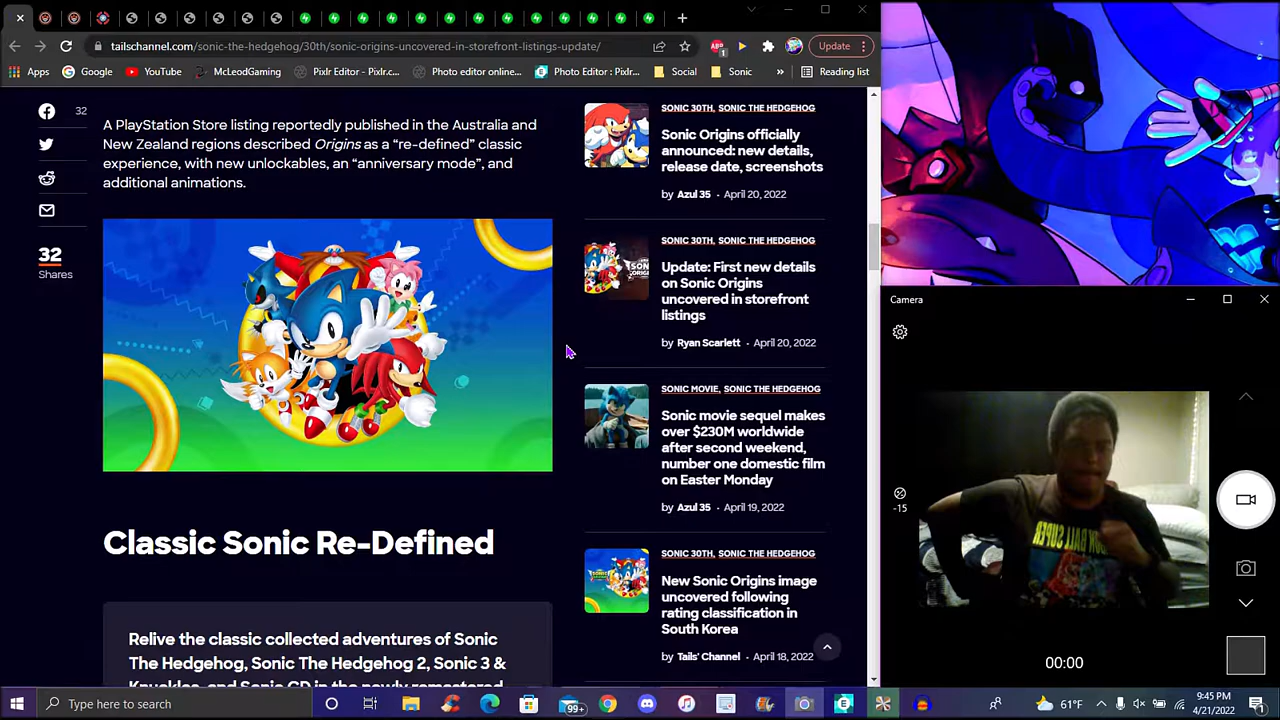 tailschannel.com/sonic-the-hedgehog/30th/sonic-origins-uncovered-in-storefront-listings-update/
Update
Apps
Google
YouTube
McLeodGaming
Pixlr Editor - Pixlr.c...
Photo editor online...
Photo Editor : Pixlr...
Social
Sonic
»
Reading list
32
32
Shares
A PlayStation Store listing reportedly published in the Australia and
New Zealand regions described Origins as a “re-defined” classic
experience, with new unlockables, an “anniversary mode”, and
additional animations.
Classic Sonic Re-Defined
Relive the classic collected adventures of Sonic
The Hedgehog, Sonic The Hedgehog 2, Sonic 3 &
Knuckles, and Sonic CD in the newly remastered
SONIC 30TH, SONIC THE HEDGEHOG
Sonic Origins officially
announced: new details,
release date, screenshots
by Azul 35 • April 20, 2022
SONIC 30TH, SONIC THE HEDGEHOG
Update: First new details
on Sonic Origins
uncovered in storefront
listings
by Ryan Scarlett • April 20, 2022
SONIC MOVIE, SONIC THE HEDGEHOG
Sonic movie sequel makes
over $230M worldwide
after second weekend,
number one domestic film
on Easter Monday
by Azul 35 • April 19, 2022
SONIC 30TH, SONIC THE HEDGEHOG
New Sonic Origins image
uncovered following
rating classification in
South Korea
by Tails' Channel • April 18, 2022
Camera
-15
00:00
Type here to search
99+
61°F
9:45 PM
4/21/2022
1